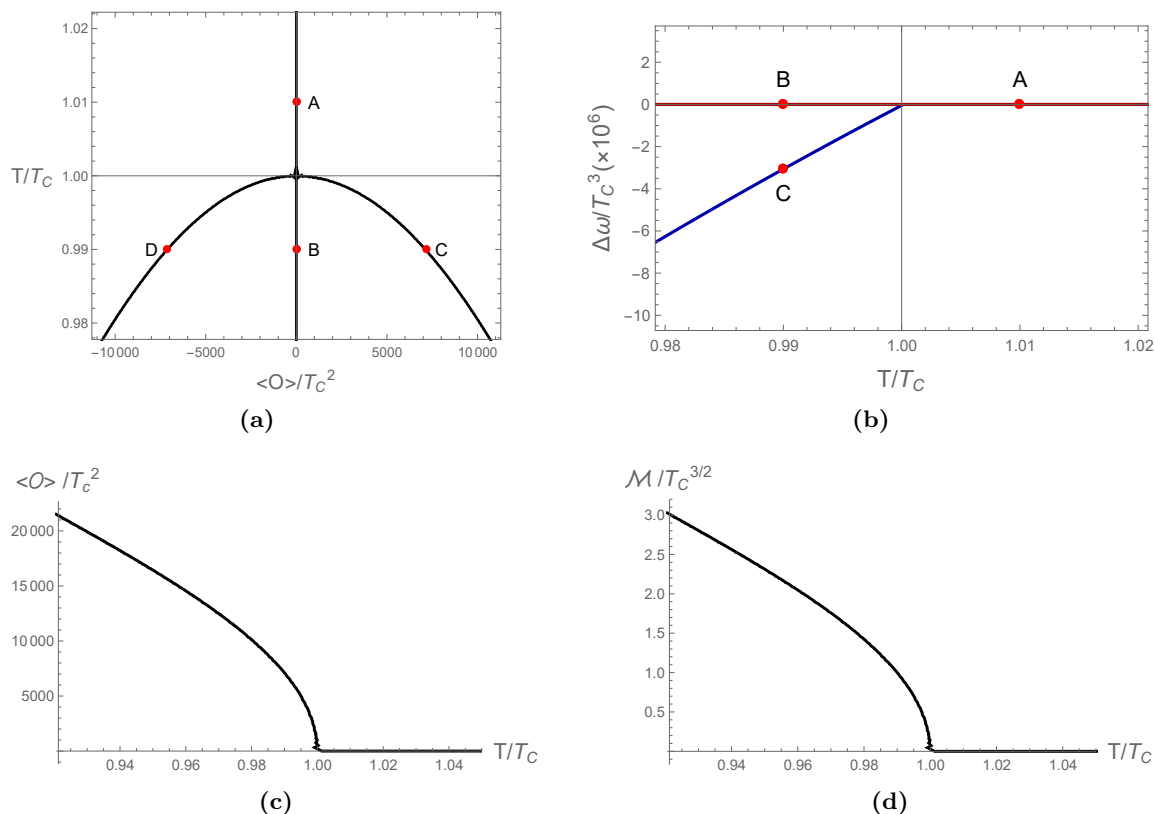 1.02
1.01
T/T_C 1.00
0.99
0.98
A
D B C
−10000 −5000 0 5000 10000
<O>/T_C^2
(a)
Δω/T_C^3(×10^6)
2
0
−2
−4
−6
−8
−10
B A
C
0.98 0.99 1.00 1.01 1.02
T/T_C
(b)
<O> /T_c^2
20000
15000
10000
5000
0.94 0.96 0.98 1.00 1.02 1.04 T/T_C
(c)
ℳ/T_C^{3/2}
3.0
2.5
2.0
1.5
1.0
0.5
0.94 0.96 0.98 1.00 1.02 1.04 T/T_C
(d)